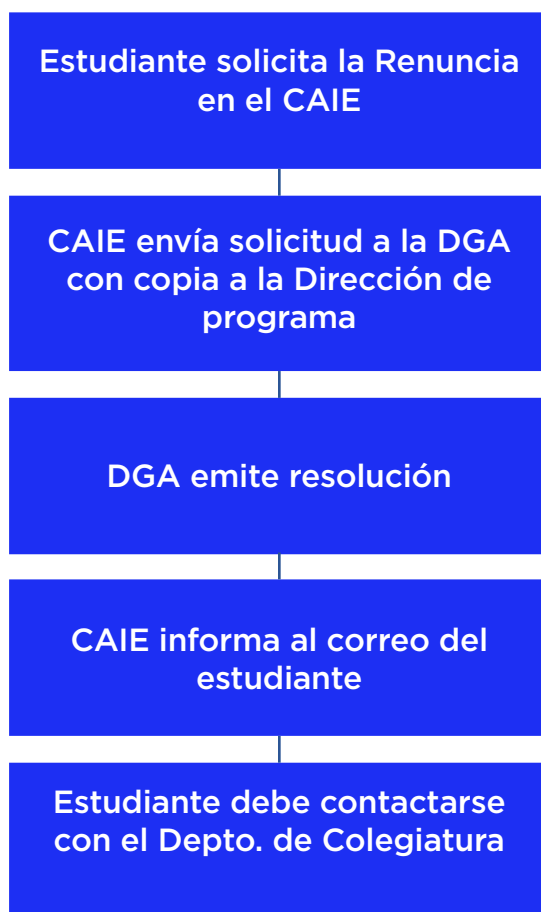 Estudiante solicita la Renuncia
en el CAIE
CAIE envía solicitud a la DGA
con copia a la Dirección de
programa
DGA emite resolución
CAIE informa al correo del
estudiante
Estudiante debe contactarse
con el Depto. de Colegiatura